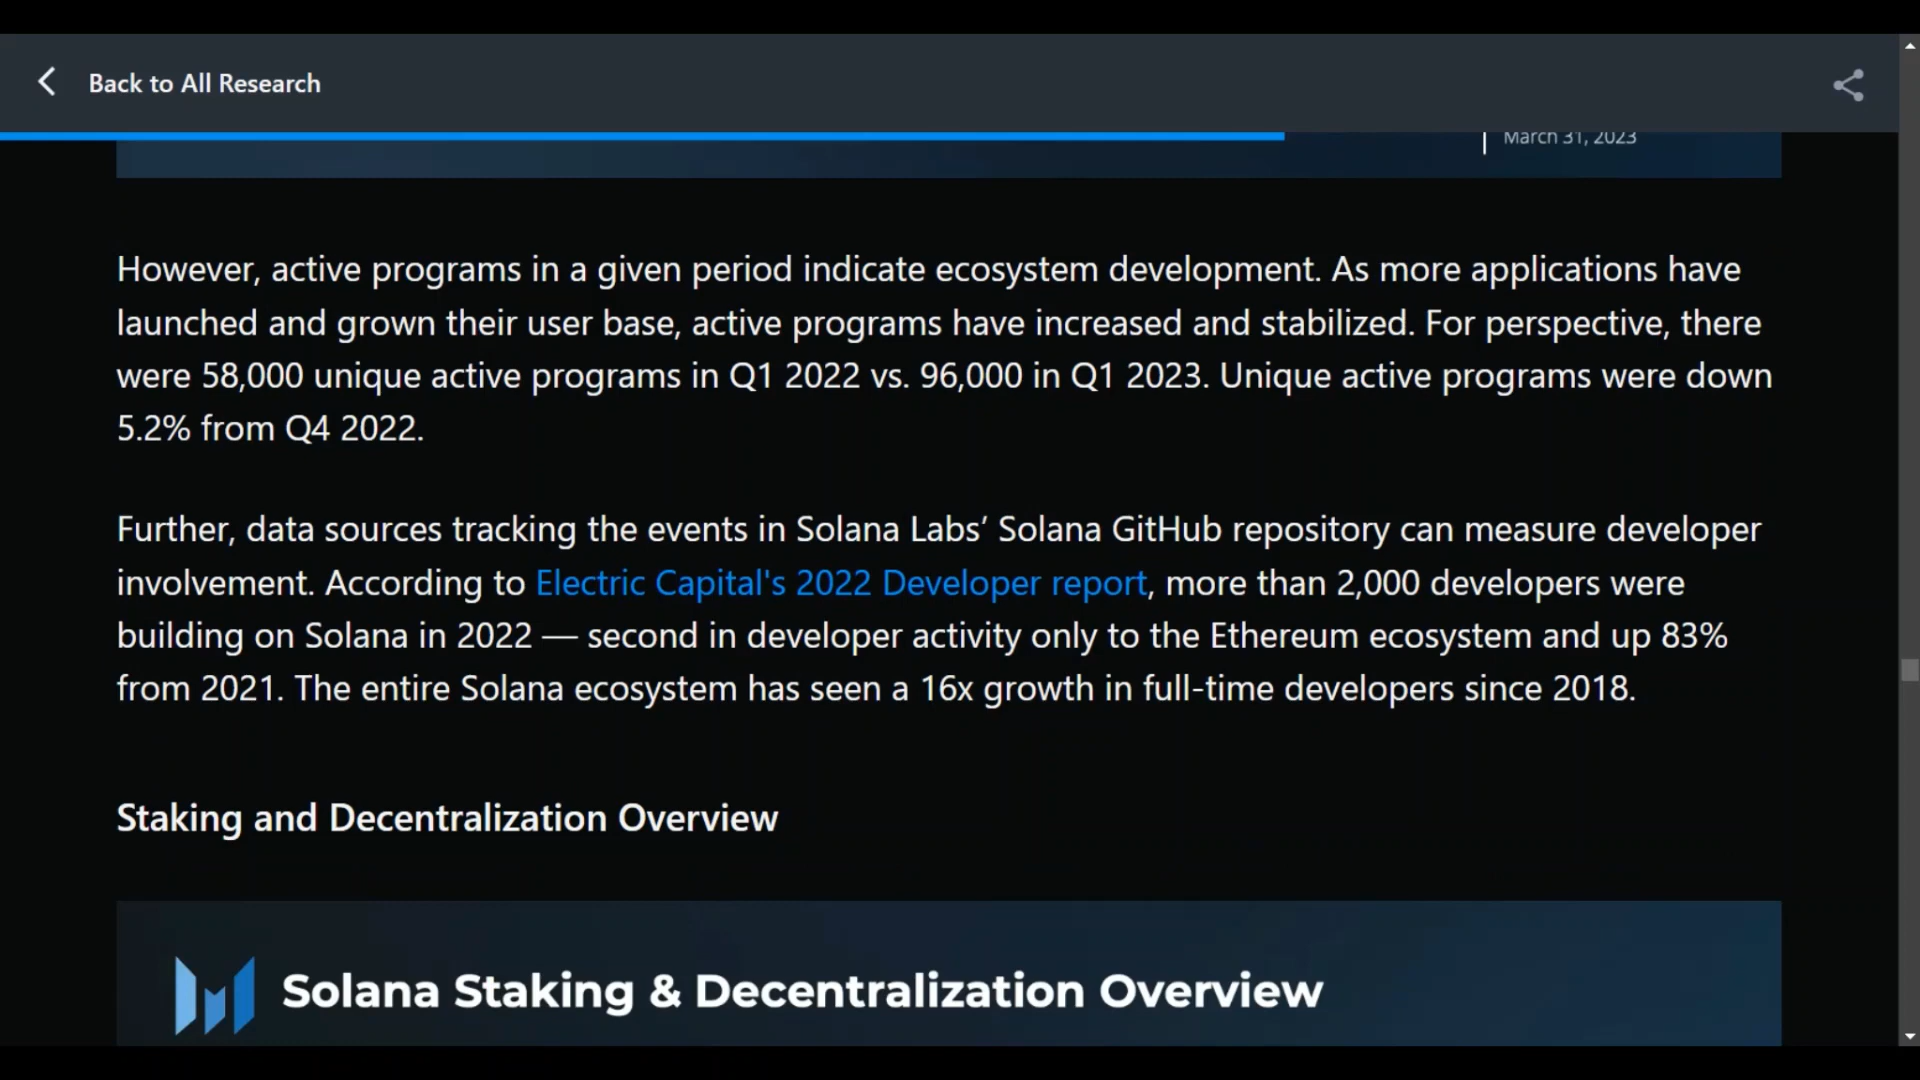 Back to All Research
March 31, 2023
However, active programs in a given period indicate ecosystem development. As more applications have
launched and grown their user base, active programs have increased and stabilized. For perspective, there
were 58,000 unique active programs in Q1 2022 vs. 96,000 in Q1 2023. Unique active programs were down
5.2% from Q4 2022.
Further, data sources tracking the events in Solana Labs’ Solana GitHub repository can measure developer
involvement. According to Electric Capital's 2022 Developer report, more than 2,000 developers were
building on Solana in 2022 — second in developer activity only to the Ethereum ecosystem and up 83%
from 2021. The entire Solana ecosystem has seen a 16x growth in full-time developers since 2018.
Staking and Decentralization Overview
Solana Staking & Decentralization Overview